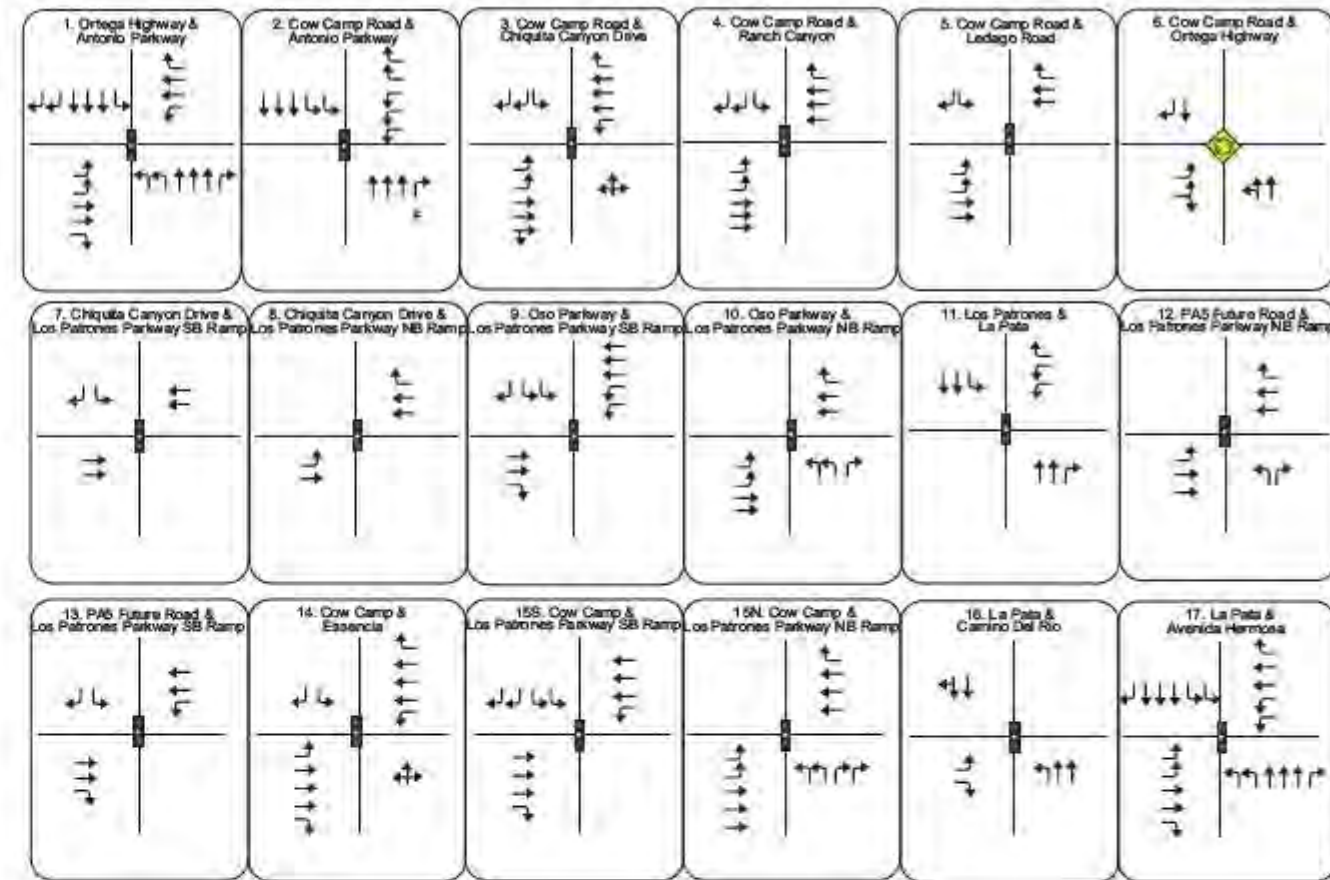 1. Ortega Highway &
Antonio Parkway
2. Cow Camp Road &
Antonio Parkway
3. Cow Camp Road &
Chiquita Canyon Drive
4. Cow Camp Road &
Ranch Canyon
5. Cow Camp Road &
Ledago Road
6. Cow Camp Road &
Ortega Highway
F
7. Chiquita Canyon Drive &
Los Patrones Parkway SB Ramp
8. Chiquita Canyon Drive &
Los Patrones Parkway NB Ramp
9. Oso Parkway &
Los Patrones Parkway SB Ramp
10. Oso Parkway &
Los Patrones Parkway NB Ramp
11. Los Patrones &
La Pata
12. PA5 Future Road &
Los Patrones Parkway NB Ramp
13. PA5 Future Road &
Los Patrones Parkway SB Ramp
14. Cow Camp &
Essencia
15S. Cow Camp &
Los Patrones Parkway SB Ramp
15N. Cow Camp &
Los Patrones Parkway NB Ramp
16. La Pata &
Camino Del Rio
17. La Pata &
Avenida Hermosa